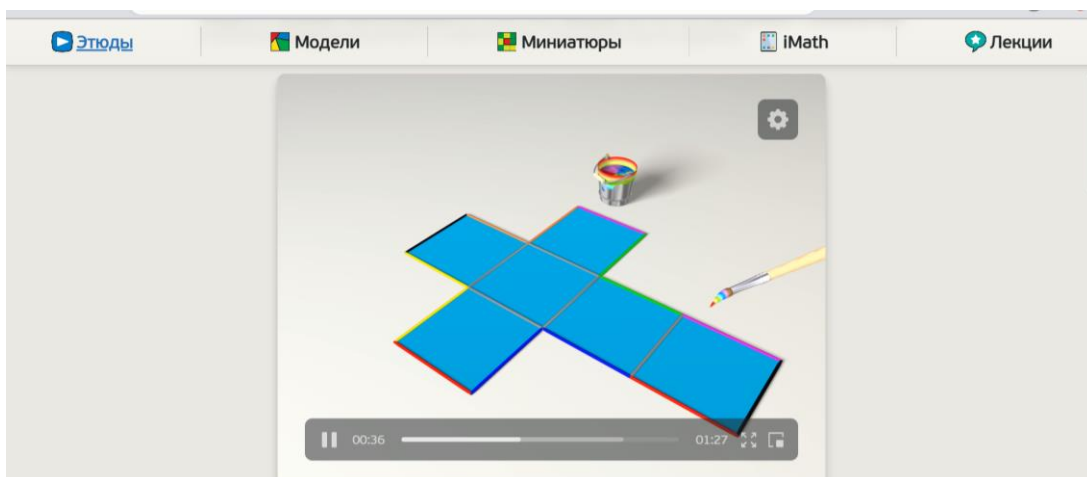 Этюды
Модели
Миниатюры
iMath
Лекции
00:36
01:27